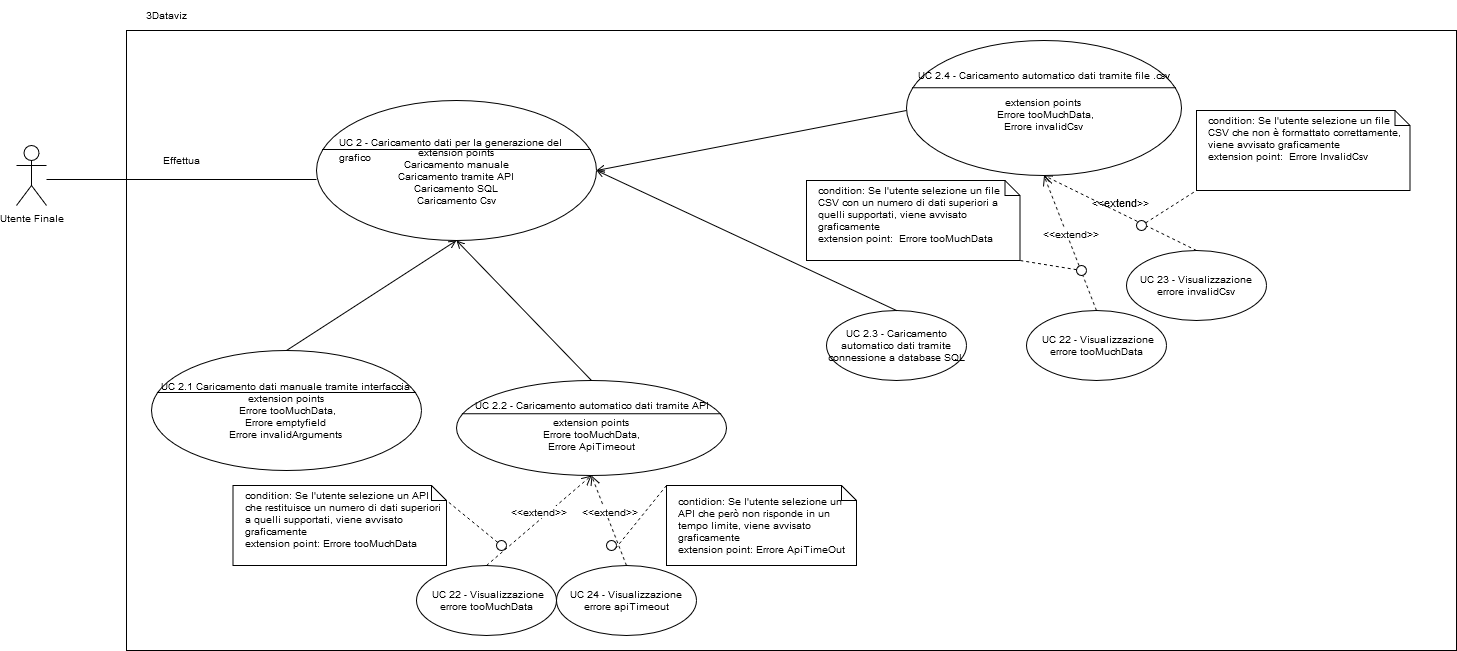 3Dataviz
Utente Finale
Effettua
UC 2 - Caricamento dati per la generazione del
grafico
extension points
Caricamento manuale
Caricamento tramite API
Caricamento SQL
Caricamento Csv
UC 2.4 - Caricamento automatico dati tramite file .csv
extension points
Errore tooMuchData,
Errore invalidCsv
condition: Se l'utente selezione un file
CSV che non è formattato correttamente,
viene avvisato graficamente
extension point:  Errore InvalidCsv
condition: Se l'utente selezione un file
CSV con un numero di dati superiori a
quelli supportati, viene avvisato
graficamente
extension point:  Errore tooMuchData
<<extend>>
<<extend>>
UC 23 - Visualizzazione
errore invalidCsv
UC 22 - Visualizzazione
errore tooMuchData
UC 2.3 - Caricamento
automatico dati tramite
connessione a database SQL
UC 2.1 Caricamento dati manuale tramite interfaccia
extension points
Errore tooMuchData,
Errore emptyfield
Errore invalidArguments
UC 2.2 - Caricamento automatico dati tramite API
extension points
Errore tooMuchData,
Errore ApiTimeout
condition: Se l'utente selezione un API
che restituisce un numero di dati superiori
a quelli supportati, viene avvisato
graficamente
extension point: Errore tooMuchData
<<extend>>
<<extend>>
contidion: Se l'utente selezione un
API che però non risponde in un
tempo limite, viene avvisato
graficamente
extension point: Errore ApiTimeOut
UC 22 - Visualizzazione
errore tooMuchData
UC 24 - Visualizzazione
errore apiTimeout